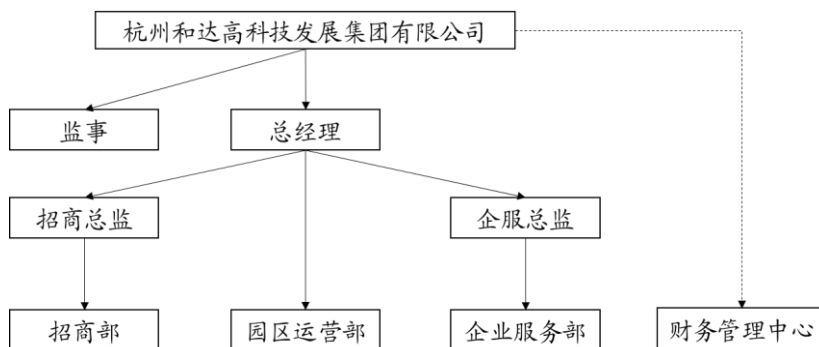 杭州和达高科技发展集团有限公司
监事
总经理
招商总监
企服总监
招商部
园区运营部
企业服务部
财务管理中心